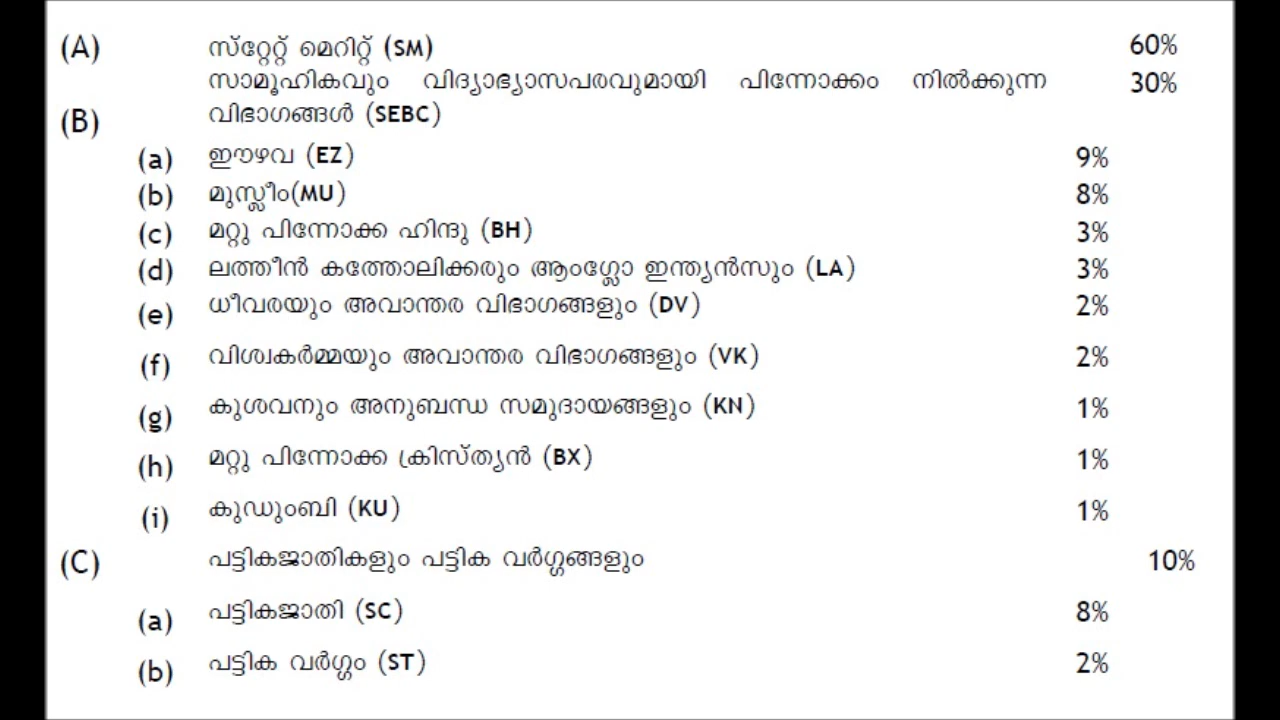 (A) സ്റ്റേറ്റ് മെറിറ്റ് (SM) 60%
സാമൂഹികവും വിദ്യാഭ്യാസപരവുമായി പിന്നോക്കം നിൽക്കുന്ന 30%
(B) വിഭാഗങ്ങൾ (SEBC)
(a) ഈഴവ (EZ) 9%
(b) മുസ്ലീം(MU) 8%
(c) മറ്റു പിന്നോക്ക ഹിന്ദു (BH) 3%
(d) ലത്തീൻ കത്തോലിക്കരും ആംഗ്ലോ ഇന്ത്യൻസും (LA) 3%
(e) ധീവരയും അവാന്തര വിഭാഗങ്ങളും (DV) 2%
(f) വിശ്വകർമ്മയും അവാന്തര വിഭാഗങ്ങളും (VK) 2%
(g) കുശവനും അനുബന്ധ സമുദായങ്ങളും (KN) 1%
(h) മറ്റു പിന്നോക്ക ക്രിസ്ത്യൻ (BX) 1%
(i) കുഡുംബി (KU) 1%
(C) പട്ടികജാതികളും പട്ടിക വർഗ്ഗങ്ങളും 10%
(a) പട്ടികജാതി (SC) 8%
(b) പട്ടിക വർഗ്ഗം (ST) 2%